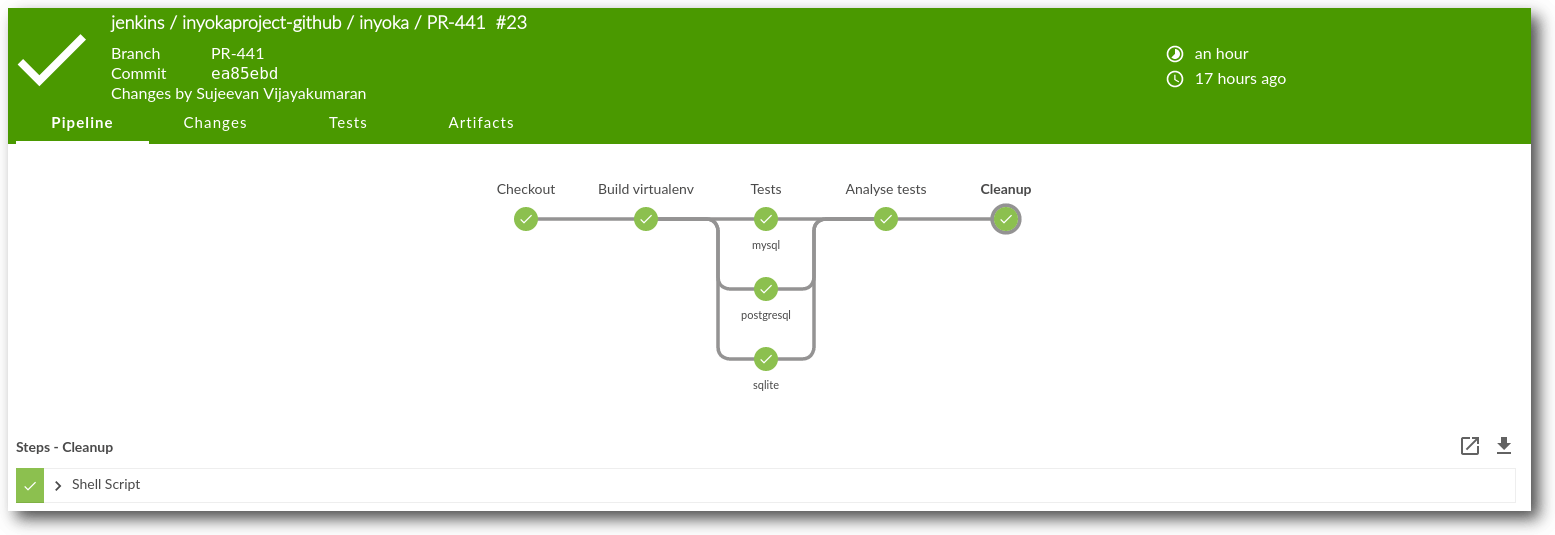 jenkins / inyokaproject-github / inyoka / PR-441 #23
Branch PR-441
Commit ea85ebd
Changes by Sujeevan Vijayakumaran
an hour
17 hours ago
Pipeline Changes Tests Artifacts
Checkout Build virtualenv Tests Analyse tests Cleanup
mysql
postgresql
sqlite
Steps - Cleanup
Shell Script